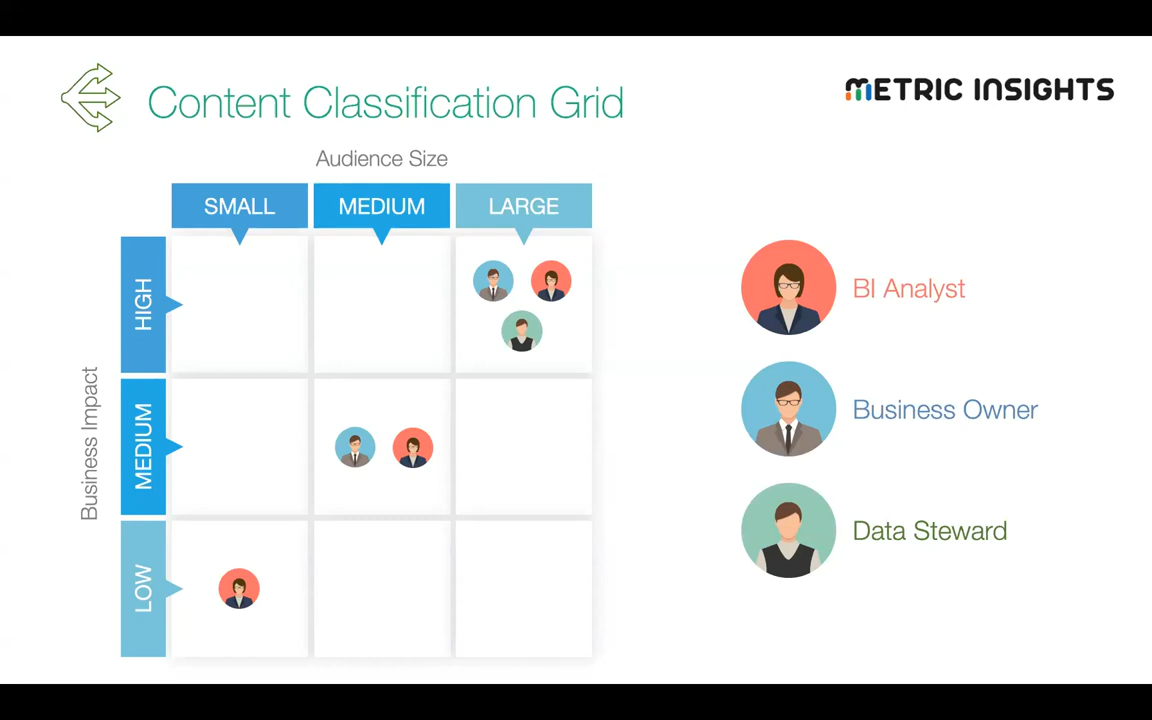 Content Classification Grid
METRIC INSIGHTS
Audience Size
SMALL
MEDIUM
LARGE
Business Impact
HIGH
MEDIUM
LOW
BI Analyst
Business Owner
Data Steward